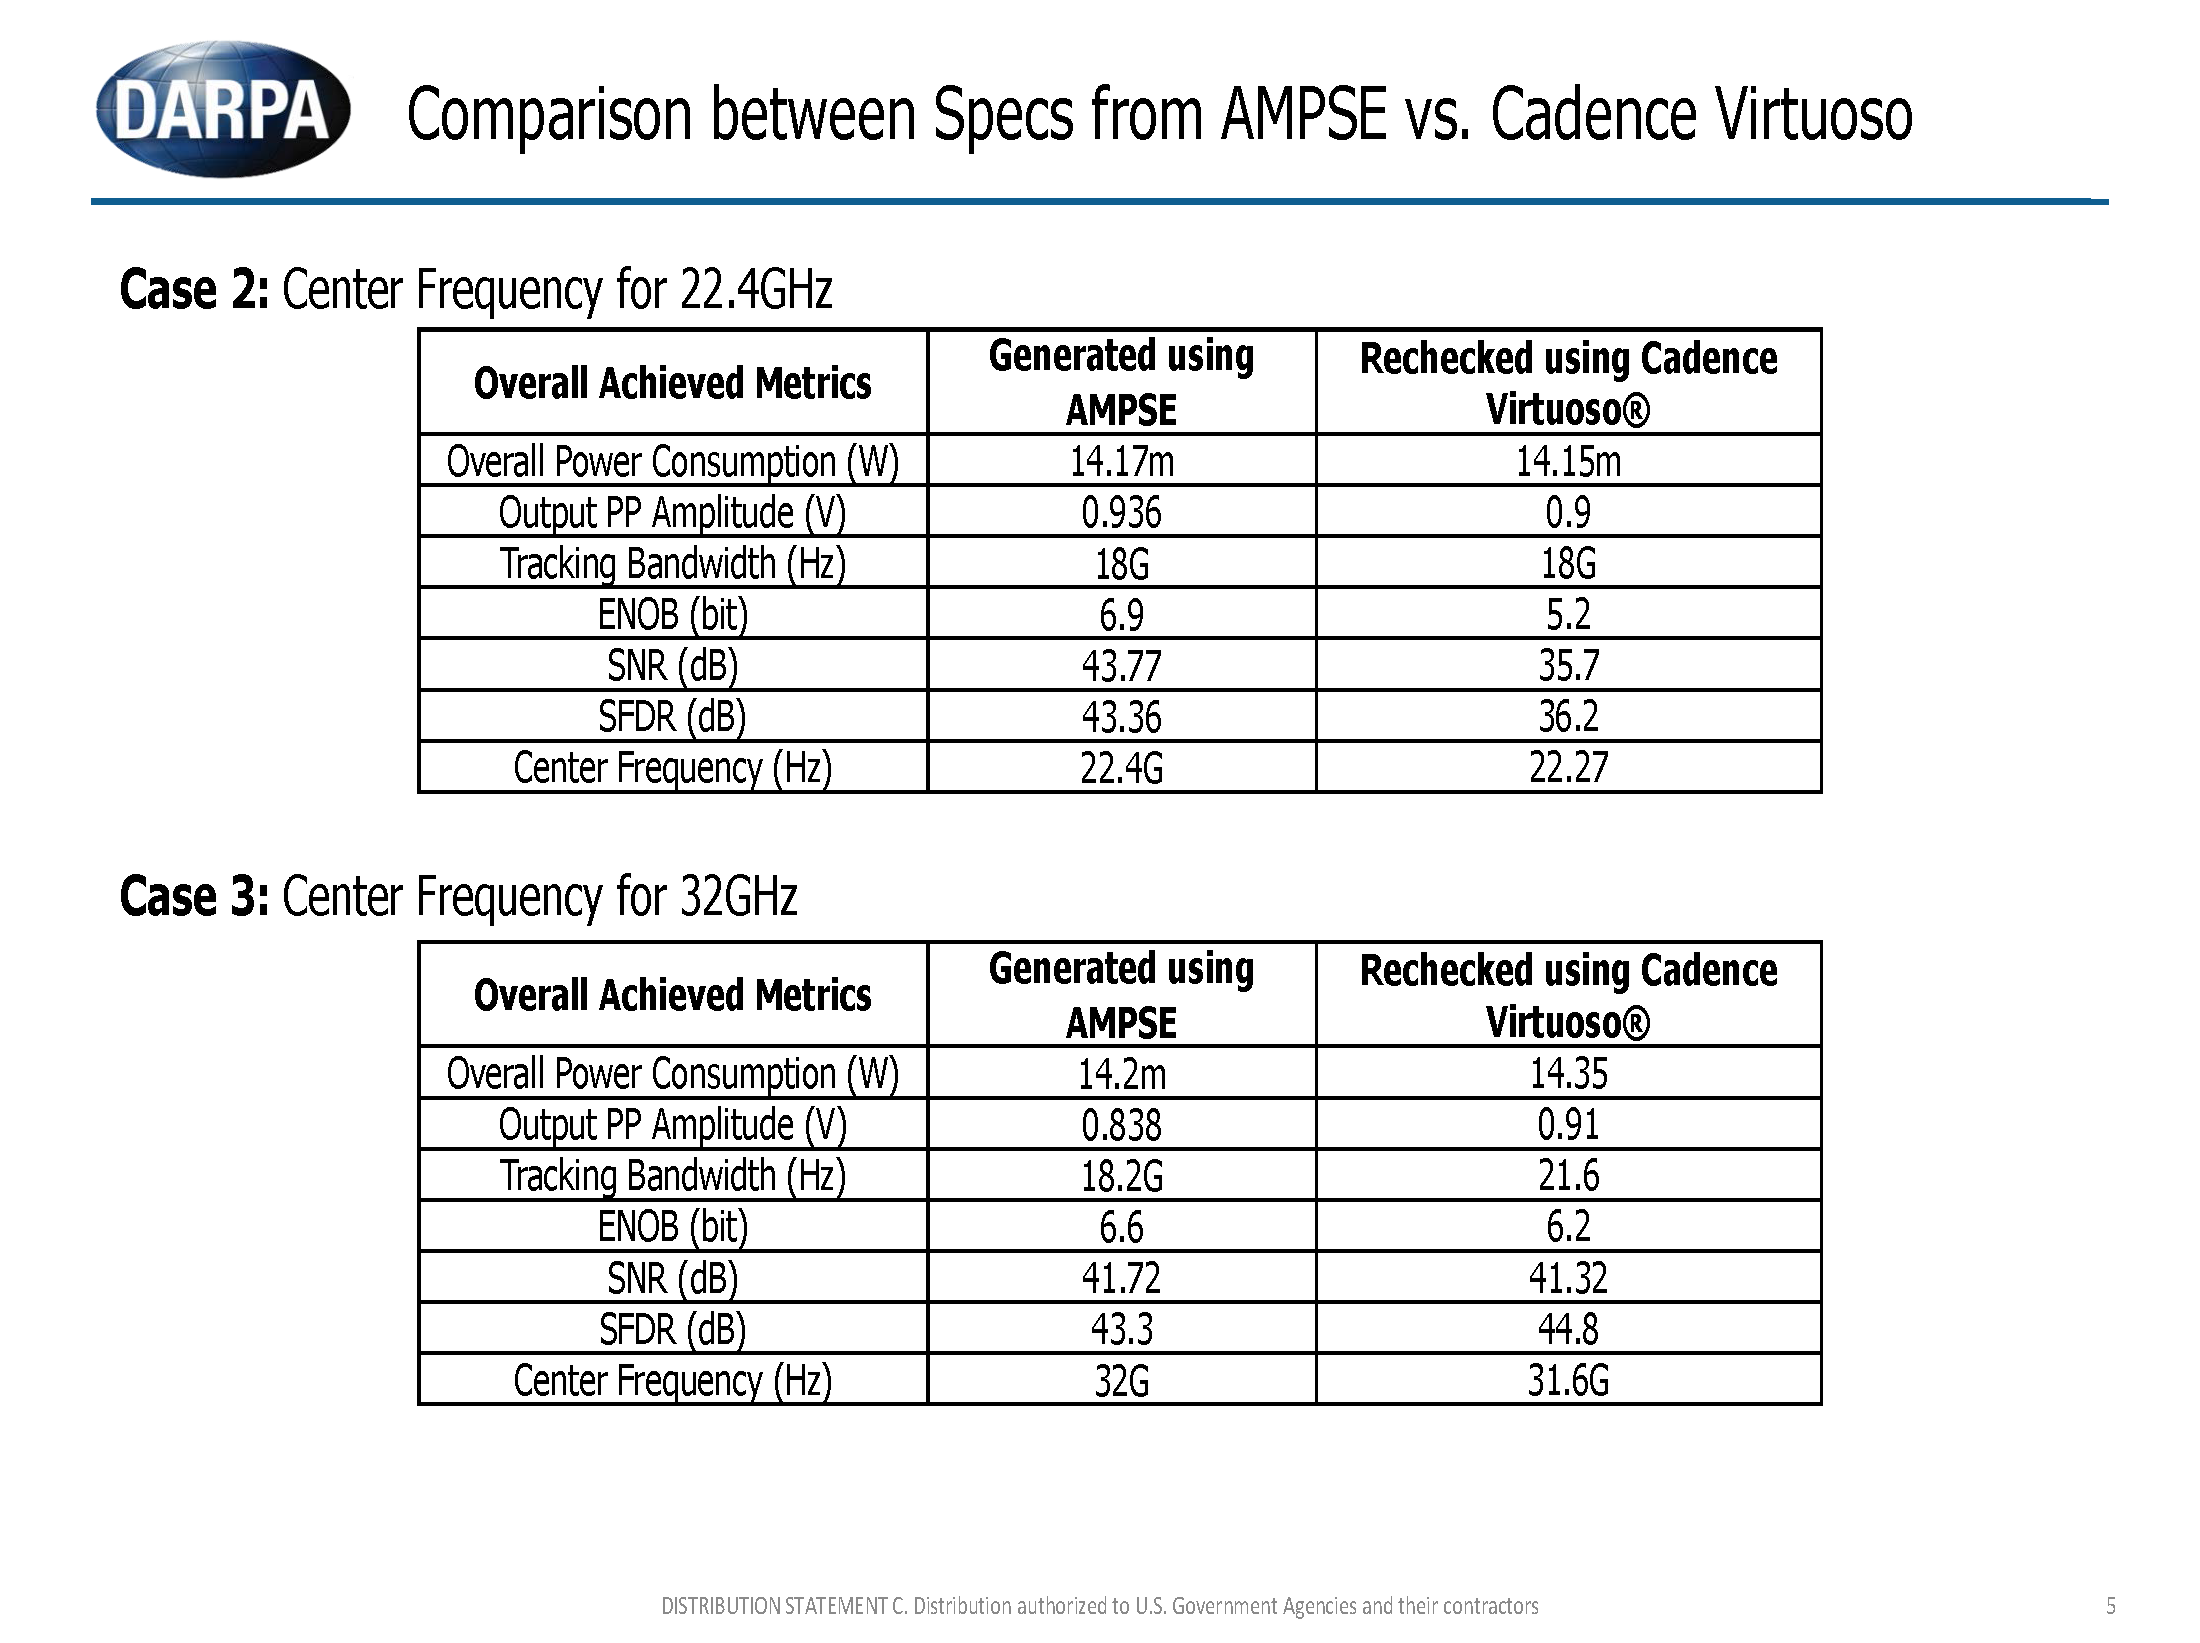 DARPA
Comparison between Specs from AMPSE vs. Cadence Virtuoso
Case 2: Center Frequency for 22.4GHz
Overall Achieved Metrics Generated using AMPSE Rechecked using Cadence Virtuoso®
Overall Power Consumption (W) 14.17m 14.15m
Output PP Amplitude (V) 0.936 0.9
Tracking Bandwidth (Hz) 18G 18G
ENOB (bit) 6.9 5.2
SNR (dB) 43.77 35.7
SFDR (dB) 43.36 36.2
Center Frequency (Hz) 22.4G 22.27
Case 3: Center Frequency for 32GHz
Overall Achieved Metrics Generated using AMPSE Rechecked using Cadence Virtuoso®
Overall Power Consumption (W) 14.2m 14.35
Output PP Amplitude (V) 0.838 0.91
Tracking Bandwidth (Hz) 18.2G 21.6
ENOB (bit) 6.6 6.2
SNR (dB) 41.72 41.32
SFDR (dB) 43.3 44.8
Center Frequency (Hz) 32G 31.6G
DISTRIBUTION STATEMENT C. Distribution authorized to U.S. Government Agencies and their contractors
5